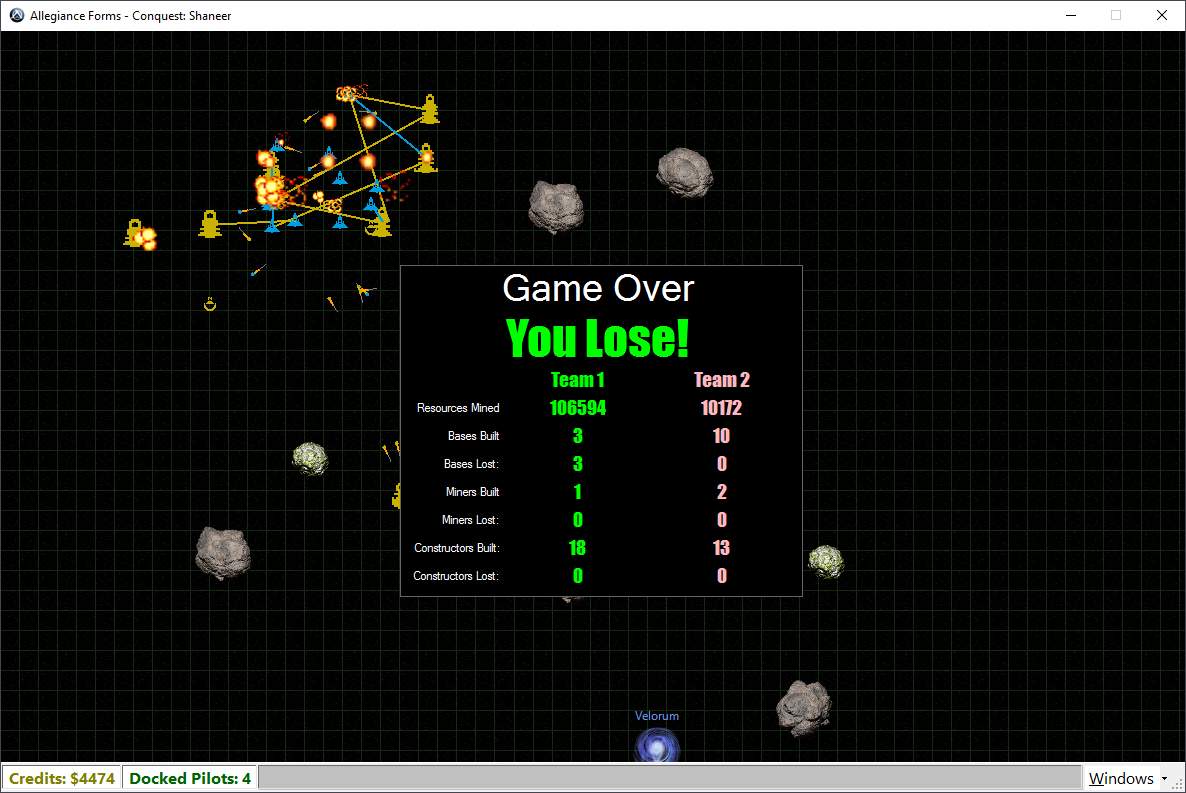 Allegiance Forms - Conquest: Shaneer
Game Over
You Lose!
Team 1 Team 2
Resources Mined 106594 10172
Bases Built 3 10
Bases Lost: 3 0
Miners Built 1 2
Miners Lost: 0 0
Constructors Built: 18 13
Constructors Lost: 0 0
Velorum
Credits: $4474 Docked Pilots: 4 Windows